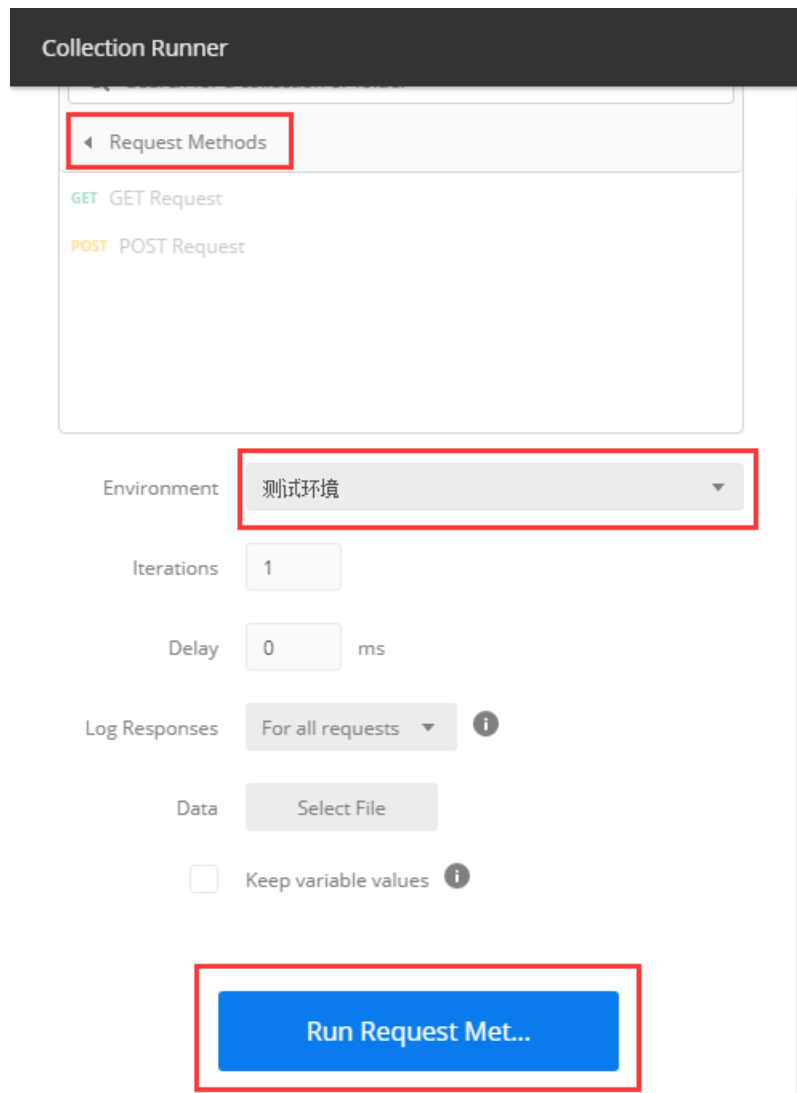 Collection Runner
Request Methods
GET GET Request
POST POST Request
Environment 测试环境
Iterations 1
Delay 0 ms
Log Responses For all requests
Data Select File
Keep variable values
Run Request Met...